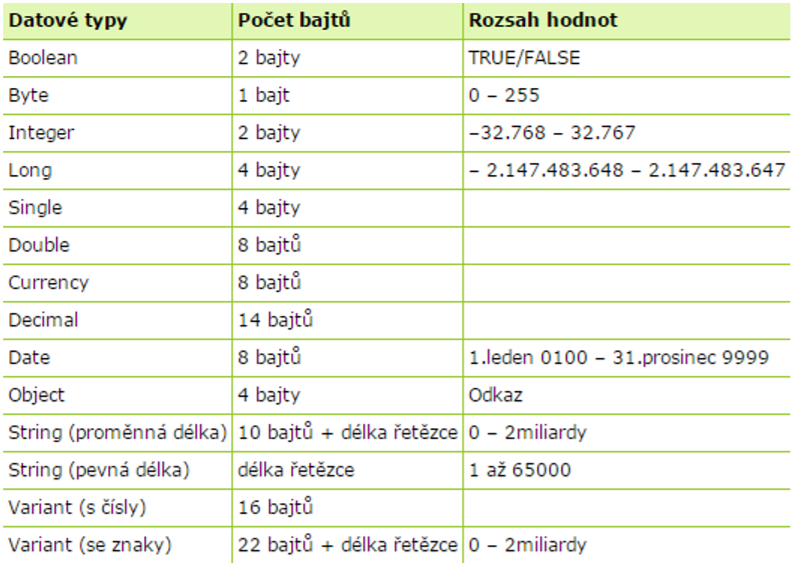 Datové typy Počet bajtů Rozsah hodnot
Boolean 2 bajty TRUE/FALSE
Byte 1 bajt 0 – 255
Integer 2 bajty –32.768 – 32.767
Long 4 bajty – 2.147.483.648 – 2.147.483.647
Single 4 bajty
Double 8 bajtů
Currency 8 bajtů
Decimal 14 bajtů
Date 8 bajtů 1.leden 0100 – 31.prosinec 9999
Object 4 bajty Odkaz
String (proměnná délka) 10 bajtů + délka řetězce 0 – 2miliardy
String (pevná délka) délka řetězce 1 až 65000
Variant (s čísly) 16 bajtů
Variant (se znaky) 22 bajtů + délka řetězce 0 – 2miliardy